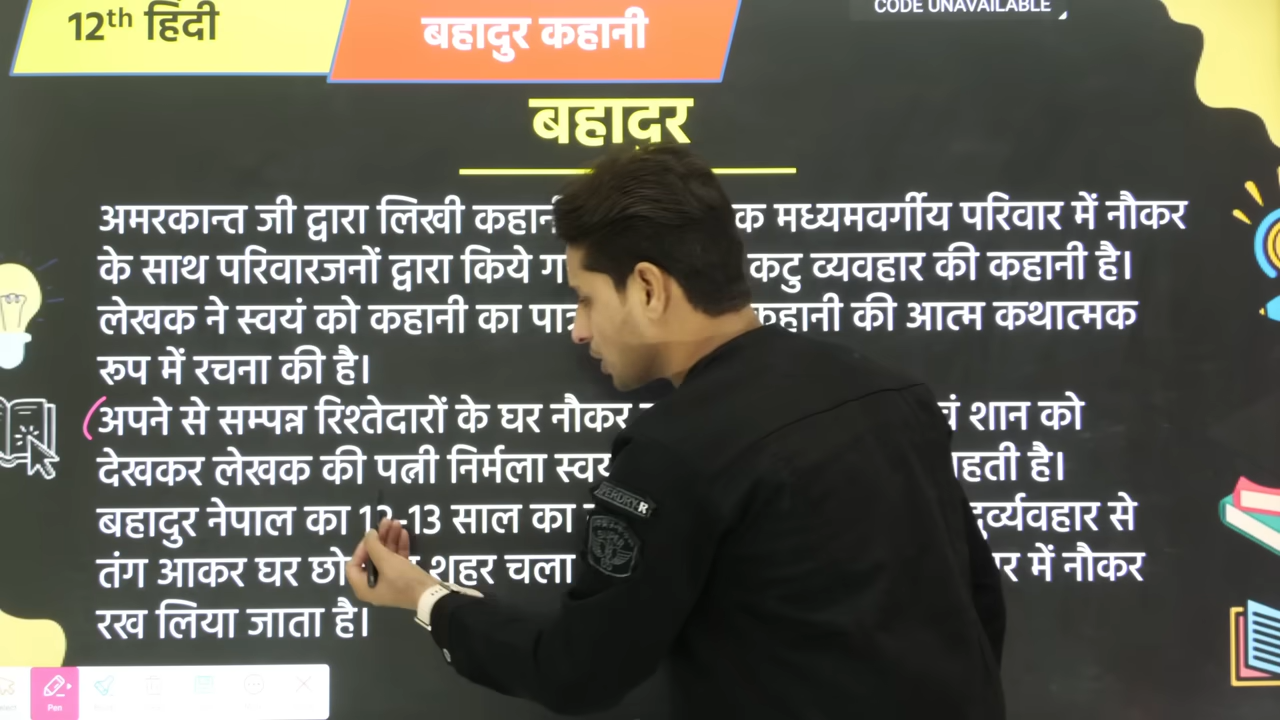 12th हिंदी
बहादुर कहानी
CODE UNAVAILABLE
बहादुर
अमरकान्त जी द्वारा लिखी मध्यमवर्गीय परिवार में नौकर
के साथ परिवारजनों द्वारा किये कटु व्यवहार की कहानी है।
लेखक ने स्वयं को कहानी का कहानी की आत्म कथात्मक
रूप में रचना की है।
अपने से सम्पन्न रिश्तेदारों के घर नौकर शान को
देखकर लेखक की पत्नी निर्मला है।
बहादुर नेपाल का 12-13 साल का दुर्व्यवहार से
तंग आकर घर शहर चला में नौकर
रख लिया जाता है।
Pen